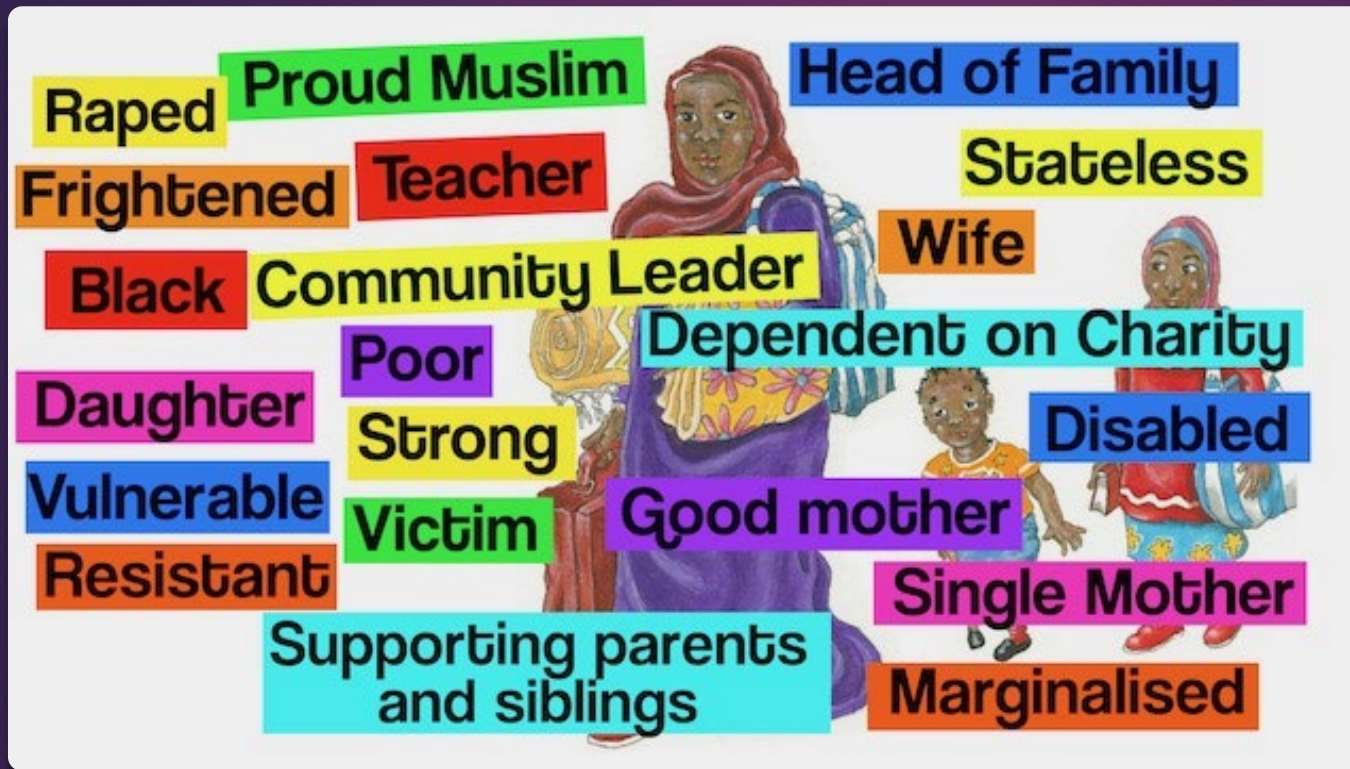 Proud Muslim
Head of Family
Raped
Stateless
Frightened
Teacher
Wife
Black
Community Leader
Dependent on Charity
Poor
Daughter
Strong
Disabled
Vulnerable
Victim
Good mother
Resistant
Single Mother
Supporting parents
and siblings
Marginalised